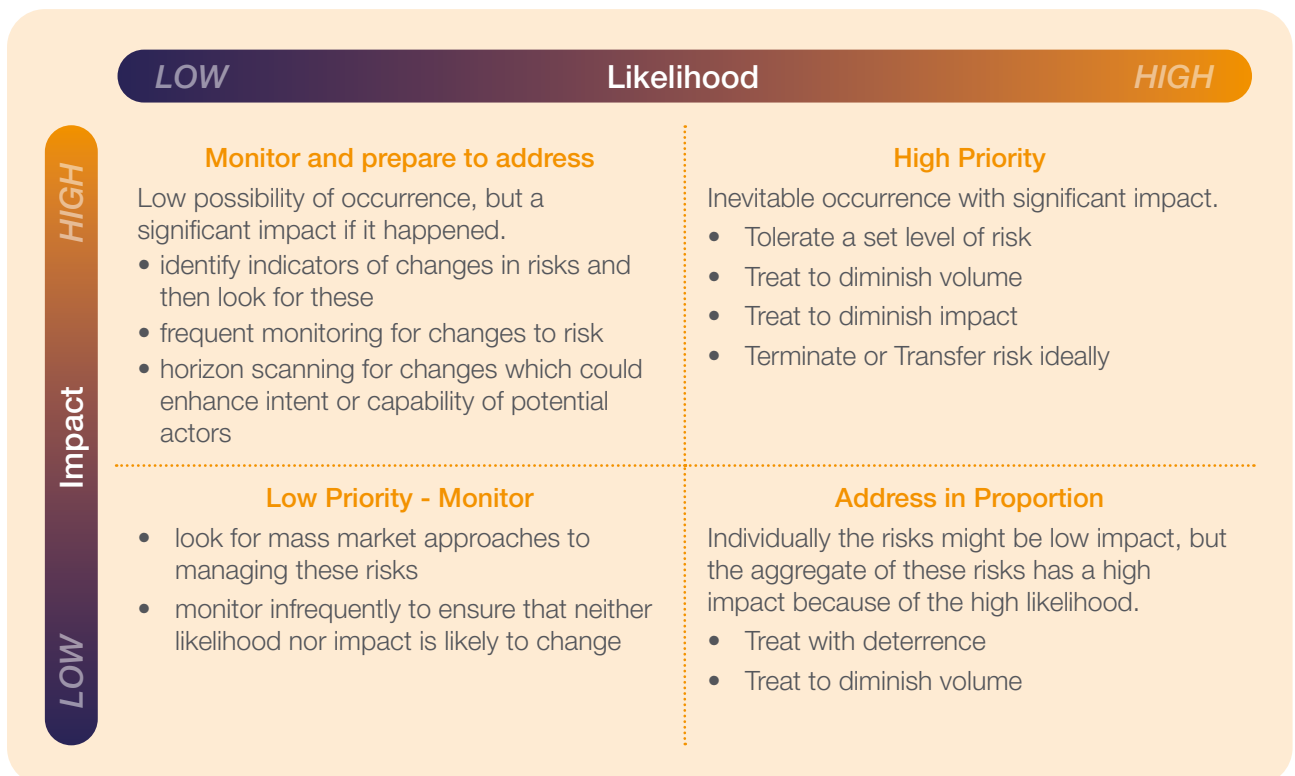 LOW Likelihood HIGH
HIGH
Impact
LOW
Monitor and prepare to address
Low possibility of occurrence, but a
significant impact if it happened.
• identify indicators of changes in risks and
then look for these
• frequent monitoring for changes to risk
• horizon scanning for changes which could
enhance intent or capability of potential
actors
High Priority
Inevitable occurrence with significant impact.
• Tolerate a set level of risk
• Treat to diminish volume
• Treat to diminish impact
• Terminate or Transfer risk ideally
Low Priority - Monitor
• look for mass market approaches to
managing these risks
• monitor infrequently to ensure that neither
likelihood nor impact is likely to change
Address in Proportion
Individually the risks might be low impact, but
the aggregate of these risks has a high
impact because of the high likelihood.
• Treat with deterrence
• Treat to diminish volume